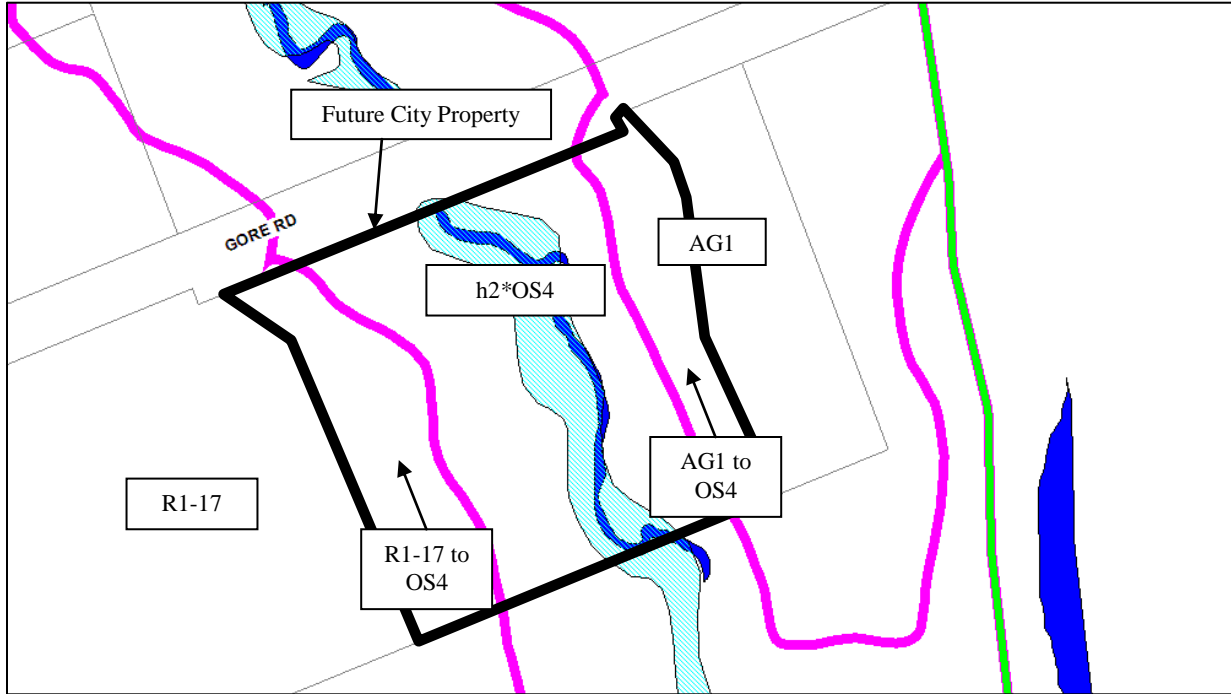 Future City Property
GORE RD
AG1
h2*OS4
AG1 to
OS4
R1-17
R1-17 to
OS4